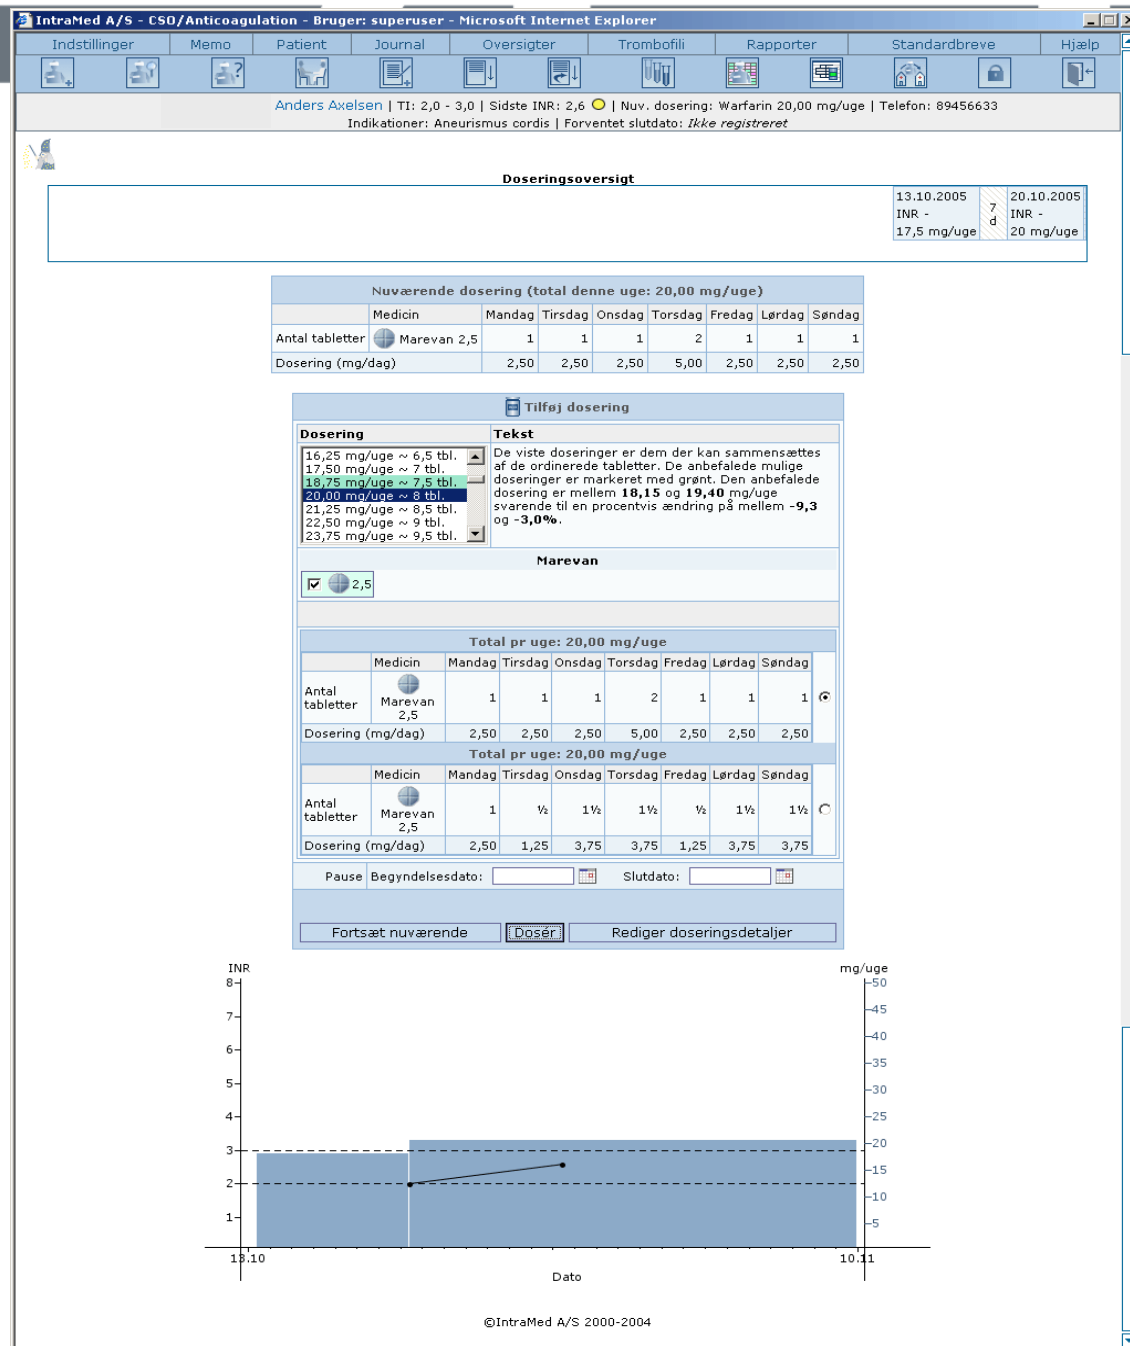 IntraMed A/S - CSO/Anticoagulation - Bruger: superuser - Microsoft Internet Explorer
Indstillinger Memo Patient Journal Oversigter Trombofili Rapporter Standardbreve Hjælp
Anders Axelsen | TI: 2,0 - 3,0 | Sidste INR: 2,6 | Nuv. dosering: Warfarin 20,00 mg/uge | Telefon: 89456633
Indikationer: Aneurismus cordis | Forventet slutdato: Ikke registreret
Doseringsoversigt
13.10.2005 7 d 20.10.2005
INR - INR -
17,5 mg/uge 20 mg/uge
Nuværende dosering (total denne uge: 20,00 mg/uge)
Medicin Mandag Tirsdag Onsdag Torsdag Fredag Lørdag Søndag
Antal tabletter Marevan 2,5 1 1 1 2 1 1 1
Dosering (mg/dag) 2,50 2,50 2,50 5,00 2,50 2,50 2,50
Tilføj dosering
Dosering Tekst
16,25 mg/uge ~ 6,5 tbl.
17,50 mg/uge ~ 7 tbl.
18,75 mg/uge ~ 7,5 tbl.
20,00 mg/uge ~ 8 tbl.
21,25 mg/uge ~ 8,5 tbl.
22,50 mg/uge ~ 9 tbl.
23,75 mg/uge ~ 9,5 tbl.
De viste doseringer er dem der kan sammensættes
af de ordinerede tabletter. De anbefalede mulige
doseringer er markeret med grønt. Den anbefalede
dosering er mellem 18,15 og 19,40 mg/uge
svarende til en procentvis ændring på mellem -9,3
og -3,0%.
Marevan
2,5
Total pr uge: 20,00 mg/uge
Medicin Mandag Tirsdag Onsdag Torsdag Fredag Lørdag Søndag
Antal tabletter Marevan 2,5 1 1 1 2 1 1 1
Dosering (mg/dag) 2,50 2,50 2,50 5,00 2,50 2,50 2,50
Total pr uge: 20,00 mg/uge
Medicin Mandag Tirsdag Onsdag Torsdag Fredag Lørdag Søndag
Antal tabletter Marevan 2,5 1 ½ 1½ 1½ ½ 1½ 1½
Dosering (mg/dag) 2,50 1,25 3,75 3,75 1,25 3,75 3,75
Pause Begyndelsesdato: Slutdato:
Fortsæt nuværende Dosér Rediger doseringsdetaljer
INR mg/uge
8 50
7 45
40
6 35
5 30
4 25
3 20
15
2 10
1 5
13.10 10.11
Dato
©IntraMed A/S 2000-2004